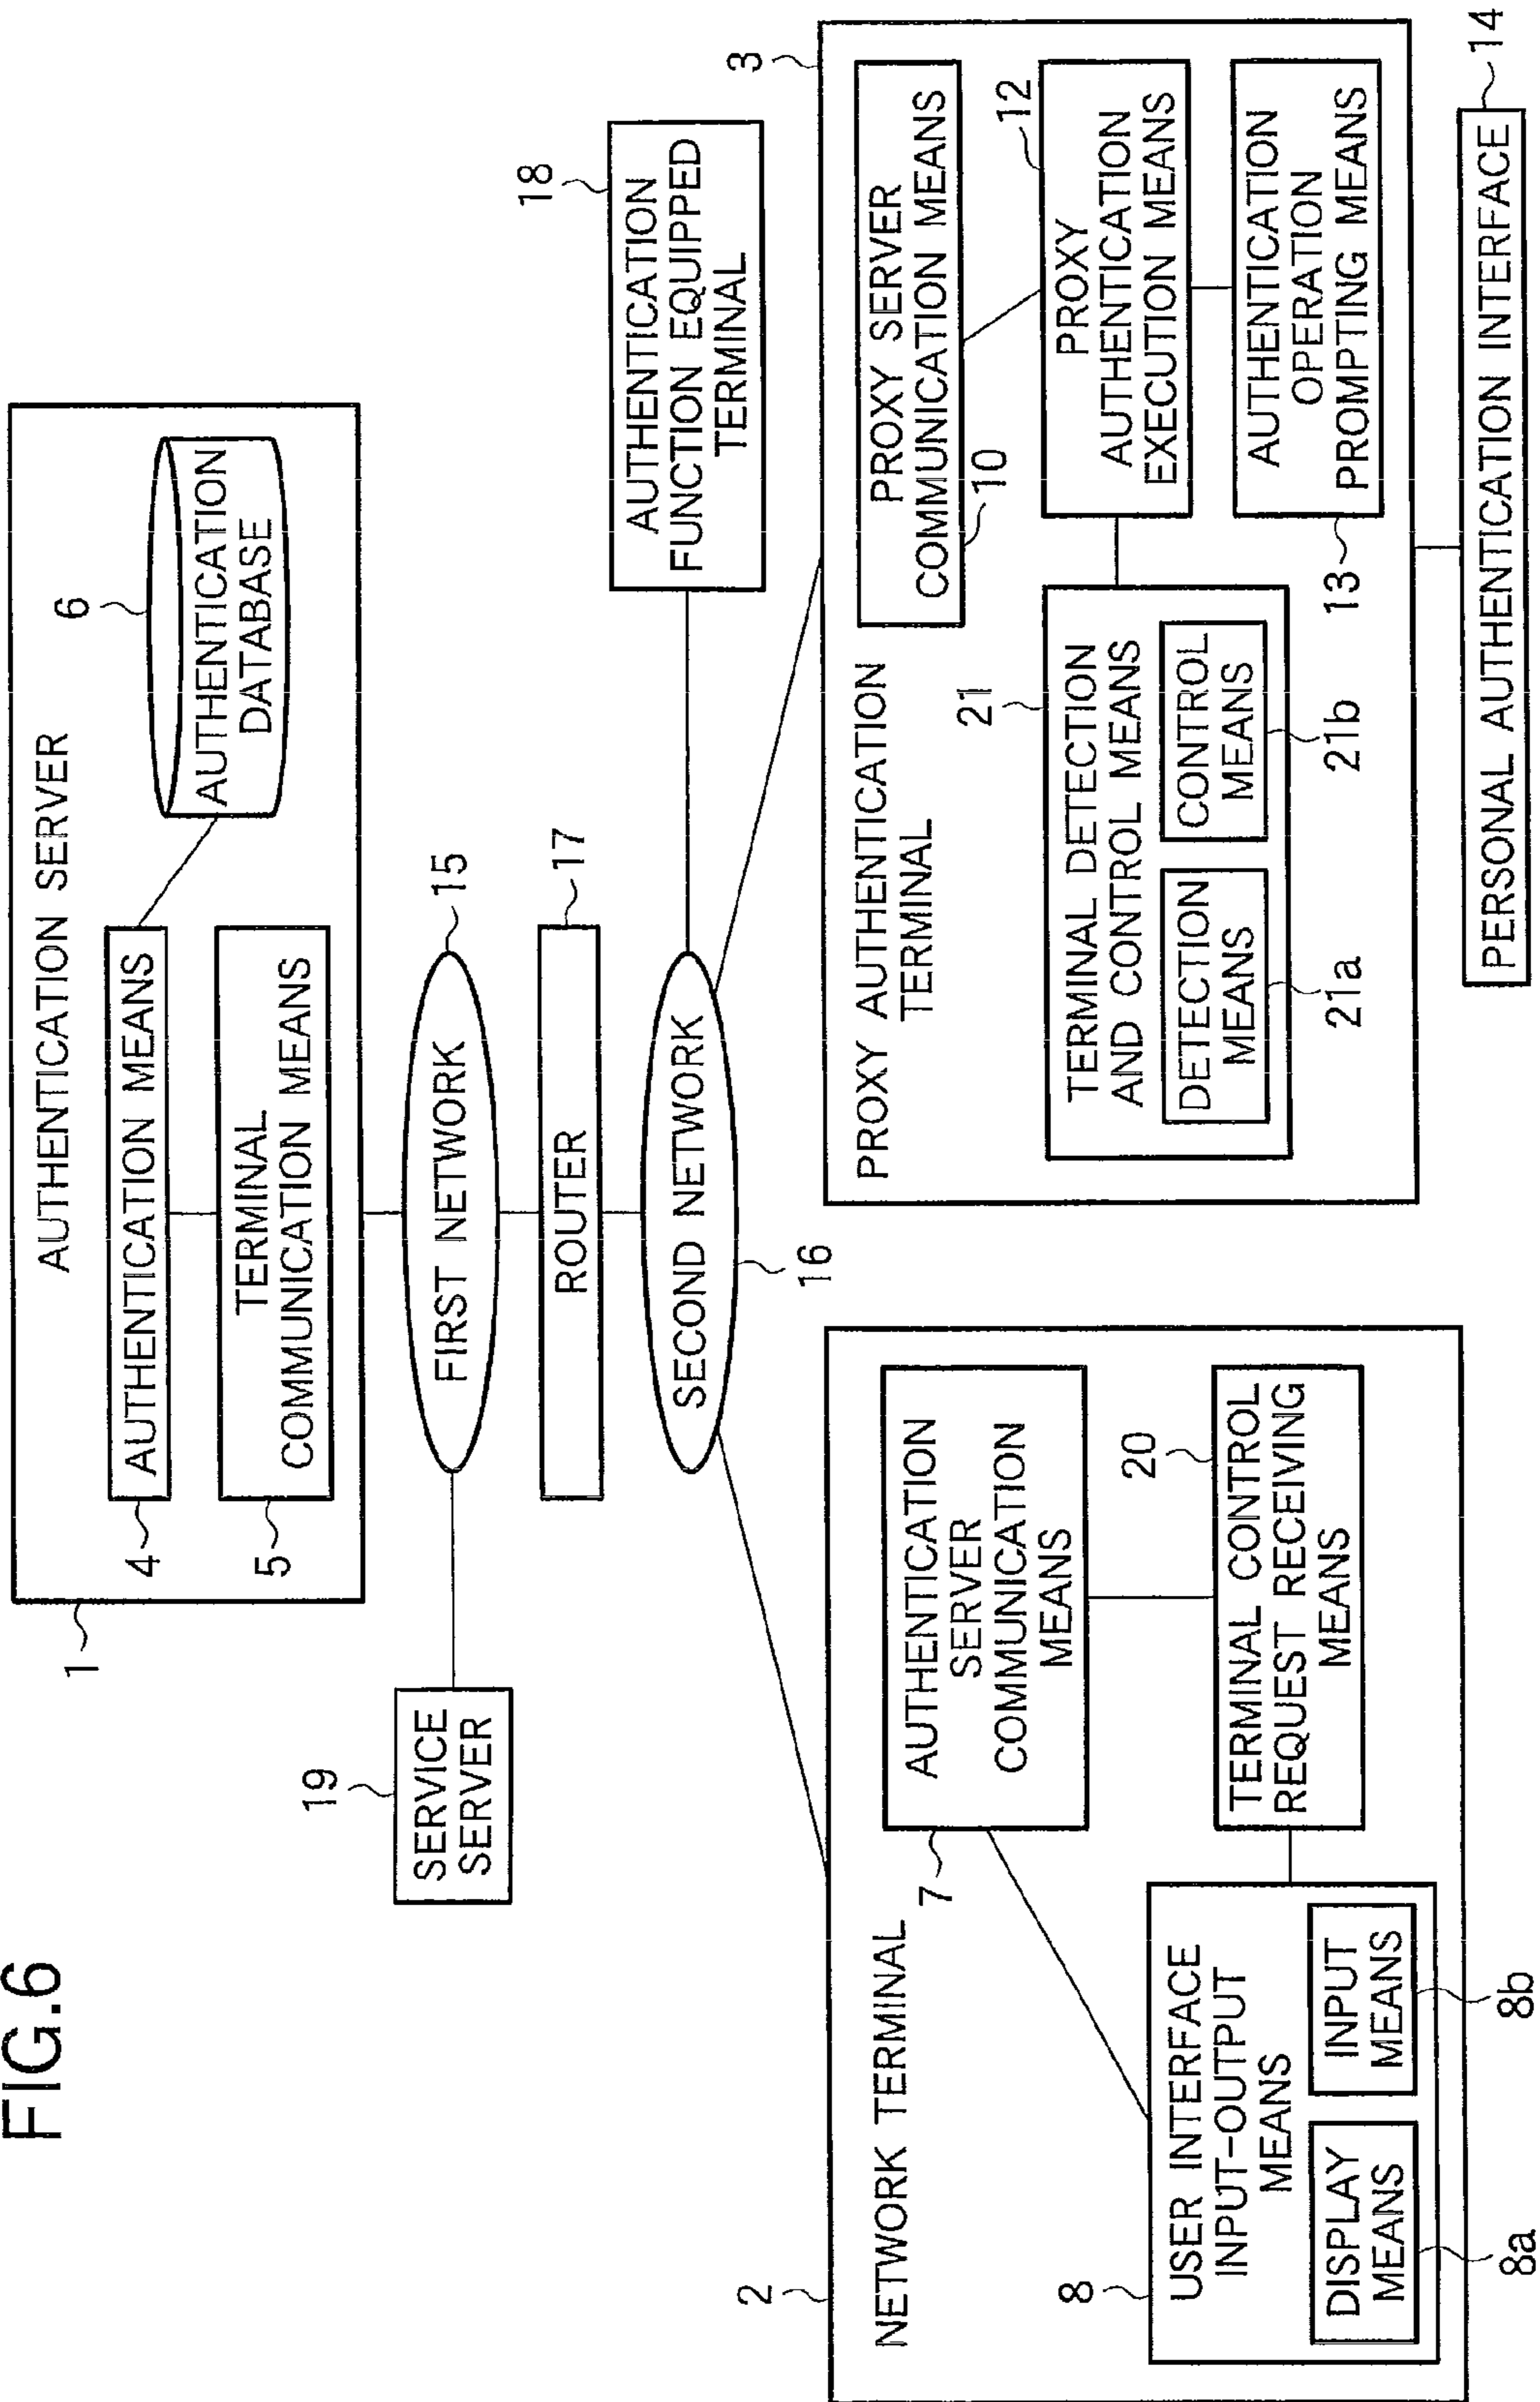 FIG.6
1
AUTHENTICATION SERVER
4
AUTHENTICATION MEANS
6
AUTHENTICATION
DATABASE
5
TERMINAL
COMMUNICATION MEANS
19
SERVICE
SERVER
FIRST NETWORK
15
ROUTER
17
SECOND NETWORK
16
18
AUTHENTICATION
FUNCTION EQUIPPED
TERMINAL
2
NETWORK TERMINAL
7
AUTHENTICATION
SERVER
COMMUNICATION
MEANS
8
USER INTERFACE
INPUT-OUTPUT
MEANS
DISPLAY
MEANS
8a
INPUT
MEANS
8b
20
TERMINAL CONTROL
REQUEST RECEIVING
MEANS
3
PROXY AUTHENTICATION
TERMINAL
PROXY SERVER
COMMUNICATION MEANS
10
21
TERMINAL DETECTION
AND CONTROL MEANS
DETECTION
MEANS
21a
CONTROL
MEANS
21b
12
PROXY
AUTHENTICATION
EXECUTION MEANS
AUTHENTICATION
OPERATION
PROMPTING MEANS
13
PERSONAL AUTHENTICATION INTERFACE
14